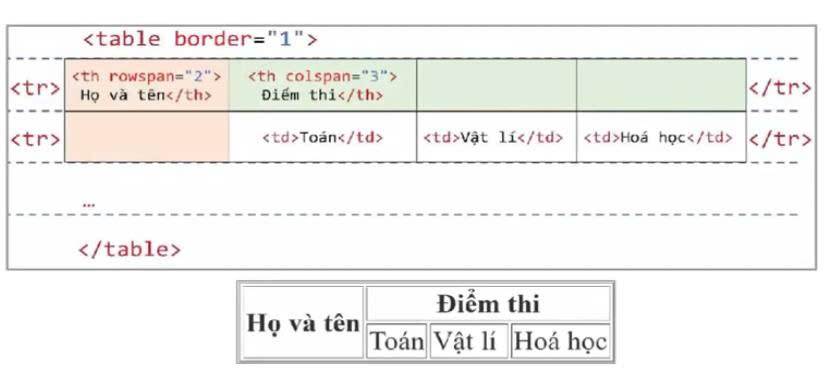 <table border="1">
<tr> <th rowspan="2"> Họ và tên</th> <th colspan="3"> Điểm thi</th> </tr>
<tr> <td>Toán</td> <td>Vật lí</td> <td>Hoá học</td> </tr>
…
</table>
Họ và tên Điểm thi
Toán Vật lí Hoá học